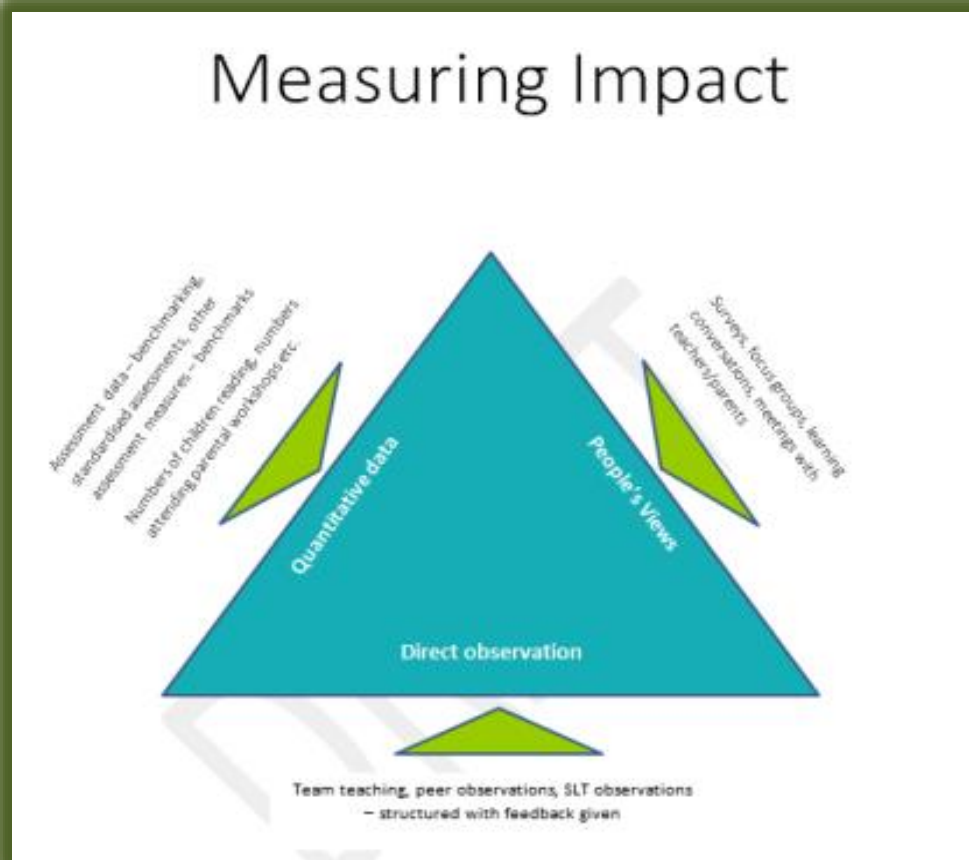 Measuring Impact
Assessment data – benchmarking,
standardised assessments, other
assessment measures – benchmarks
Numbers of children reading, numbers
attending parental workshops etc.
Quantitative data
Surveys, focus groups, learning
conversations, meetings with
teachers/parents
People's Views
Direct observation
Team teaching, peer observations, SLT observations
– structured with feedback given